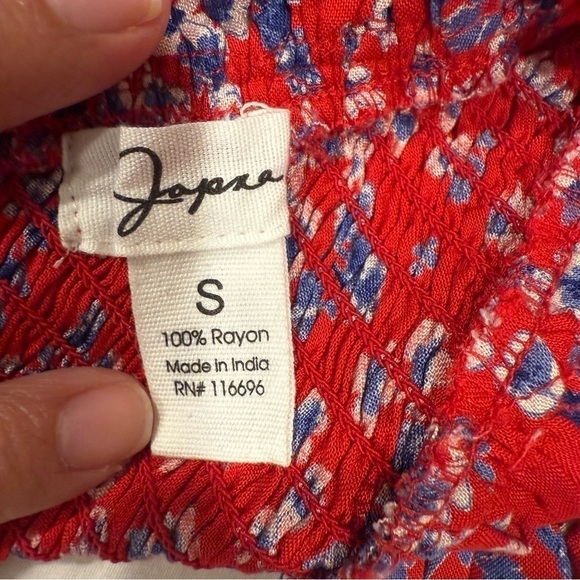 Japna
S
100% Rayon
Made in India
RN# 116696